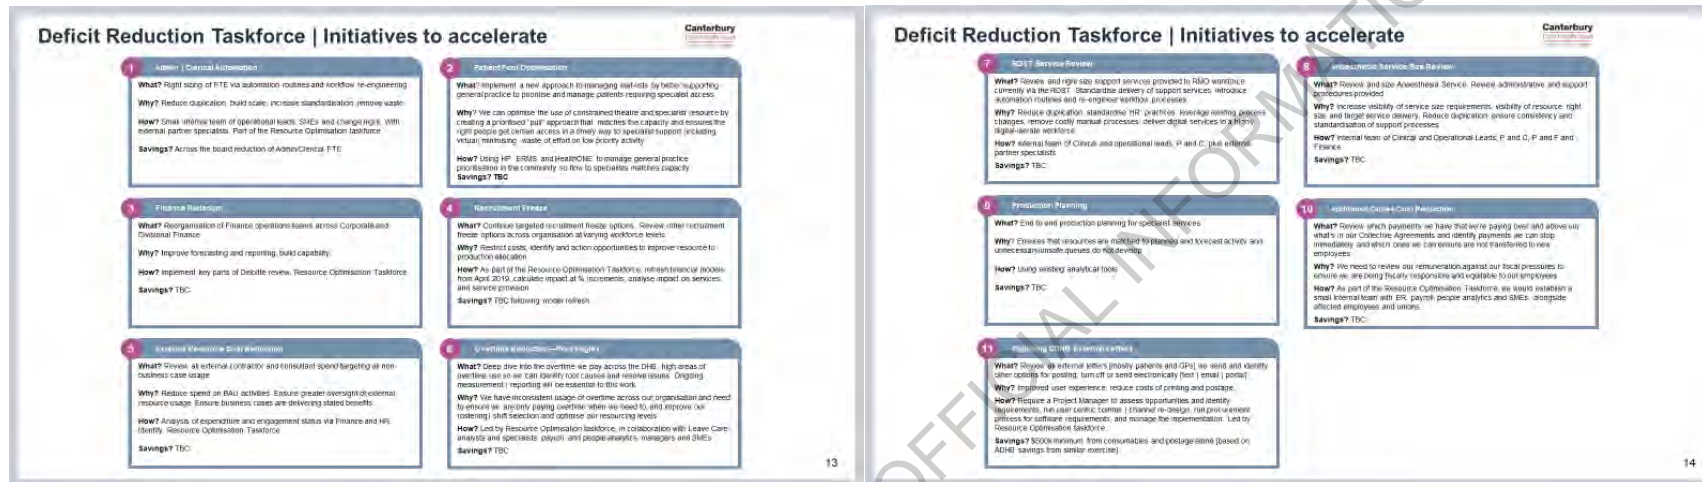 Deficit Reduction Taskforce | Initiatives to accelerate
Canterbury
1 Admin | Clerical Automation
What? Right sizing of FTE via automation routines and workflow re-engineering
Why? Reduce duplication, build scale, increase standardisation, remove waste
How? Small internal team of operational leads, SMEs and change mgrs. With
external partner specialists. Part of the Resource Optimisation taskforce
Savings? Across the board reduction of Admin/Clerical FTE
2 Patient Pool Optimisation
What? Implement a new approach to managing wait-lists by better supporting
general practice to prioritise and manage patients requiring specialist access.
Why? We can optimise the use of constrained theatre and specialist resource by
creating a prioritised "pull" approach that matches the capacity and ensures the
right people get certain access in a timely way to specialist support (including
virtual) minimising waste of effort on low priority activity
How? Using HP, ERMS and HealthONE to manage general practice
prioritisation in the community so flow to specialists matches capacity
Savings? TBC
3 Finance Redesign
What? Reorganisation of Finance operations teams across Corporate and
Divisional Finance
Why? Improve forecasting and reporting, build capability
How? Implement key parts of Deloitte review, Resource Optimisation Taskforce
Savings? TBC
4 Recruitment Freeze
What? Continue targeted recruitment freeze options. Review other recruitment
freeze options across organisation at varying workforce levels
Why? Restrict costs, identify and action opportunities to improve resource to
production allocation
How? As part of the Resource Optimisation Taskforce, refresh financial models
from April 2019, calculate impact at % increments, analyse impact on services
and service provision
Savings? TBC following model refresh
5 External Resource Cost Reduction
What? Review all external contractor and consultant spend targeting all non-
business case usage
Why? Reduce spend on BAU activities. Ensure greater oversight of external
resource usage. Ensure business cases are delivering stated benefits
How? Analysis of expenditure and engagement status via Finance and HR
Identify. Resource Optimisation Taskforce
Savings? TBC
6 Overtime Reduction
What? Deep dive into the overtime we pay across the DHB, high areas of
overtime use so we can identify root causes and resolve issues. Ongoing
measurement | reporting will be essential to this work.
Why? We have inconsistent usage of overtime across our organisation and need
to ensure we are only paying overtime when we need to, and improve our
rostering | shift selection and optimise our resourcing levels
How? Led by Resource Optimisation taskforce, in collaboration with Leave Care
analysts and specialists, payroll, and people analytics, managers and SMEs
Savings? TBC
13
Deficit Reduction Taskforce | Initiatives to accelerate
Canterbury
7 RDST Service Review
What? Review and right size support services provided to RMO workforce
currently via the RDST. Standardise delivery of support services, introduce
automation routines and re-engineer workflow processes
Why? Reduce duplication, standardise HR practices, leverage existing process
changes, remove costly manual processes, deliver digital services to a highly
digital-literate workforce
How? Internal team of Clinical and operational leads, P and C, plus external
partner specialists
Savings? TBC
8 Anaesthesia Service Size Review
What? Review and size Anaesthesia Service. Review administrative and support
procedures provided
Why? Increase visibility of service size requirements, visibility of resource, right
size and target service delivery. Reduce duplication, ensure consistency and
standardisation of support processes
How? Internal team of Clinical and Operational Leads, P and C, P and F and
Finance
Savings? TBC
9 Production Planning
What? End to end production planning for specialist services
Why? Ensures that resources are matched to planned and forecast activity and
unnecessary/unsafe queues do not develop
How? Using existing analytical tools
Savings? TBC
10 Additional Cost Reduction
What? Review which payments we have that we're paying over and above our
what's in our Collective Agreements and identify payments we can stop
immediately and which ones we can ensure are not transferred to new
employees
Why? We need to review our remuneration against our fiscal pressures to
ensure we are being fiscally responsible and equitable to our employees
How? As part of the Resource Optimisation Taskforce, we would establish a
small internal team with ER, payroll, people analytics and SMEs alongside
affected employees and unions.
Savings? TBC
11 CDHB External Letters
What? Review all external letters [mostly patients and GPs] we send and identify
other options for posting, turn off or send electronically [text | email | portal]
Why? Improved user experience, reduce costs of printing and postage.
How? Require a Project Manager to assess opportunities and identify
requirements, run user centric comms | channel re-design, run procurement
process for software requirements, and manage the implementation. Led by
Resource Optimisation taskforce.
Savings? $500k minimum from consumables and postage alone [based on
ADHB savings from similar exercise]
14
OFFICIAL INFORMATIO